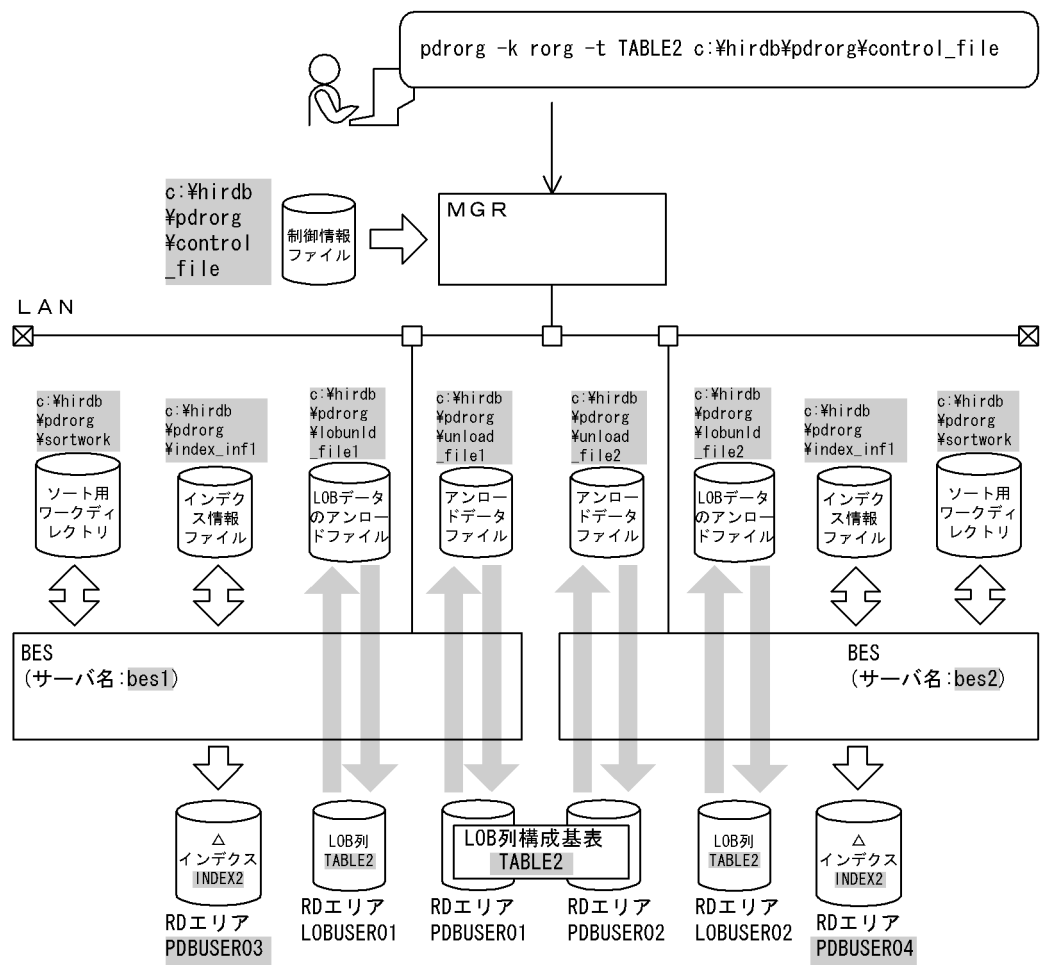 pdrorg -k rorg -t TABLE2 c:¥hirdb¥pdrorg¥control_file
c:¥hirdb
¥pdrorg
¥control
_file
制御情報
ファイル
MGR
LAN
c:¥hirdb
¥pdrorg
¥sortwork
ソート用
ワークディ
レクトリ
c:¥hirdb
¥pdrorg
¥index_inf1
インデク
ス情報
ファイル
c:¥hirdb
¥pdrorg
¥lobunld
_file1
LOBデータ
のアンロー
ドファイル
c:¥hirdb
¥pdrorg
¥unload
_file1
アンロー
ドデータ
ファイル
c:¥hirdb
¥pdrorg
¥unload
_file2
アンロー
ドデータ
ファイル
c:¥hirdb
¥pdrorg
¥lobunld
_file2
LOBデータ
のアンロー
ドファイル
c:¥hirdb
¥pdrorg
¥index_inf1
インデク
ス情報
ファイル
c:¥hirdb
¥pdrorg
¥sortwork
ソート用
ワークディ
レクトリ
BES
(サーバ名:bes1)
BES
(サーバ名:bes2)
△
インデクス
INDEX2
RDエリア
PDBUSER03
LOB列
TABLE2
RDエリア
LOBUSER01
LOB列構成基表
TABLE2
RDエリア
PDBUSER01
RDエリア
PDBUSER02
LOB列
TABLE2
RDエリア
LOBUSER02
△
インデクス
INDEX2
RDエリア
PDBUSER04